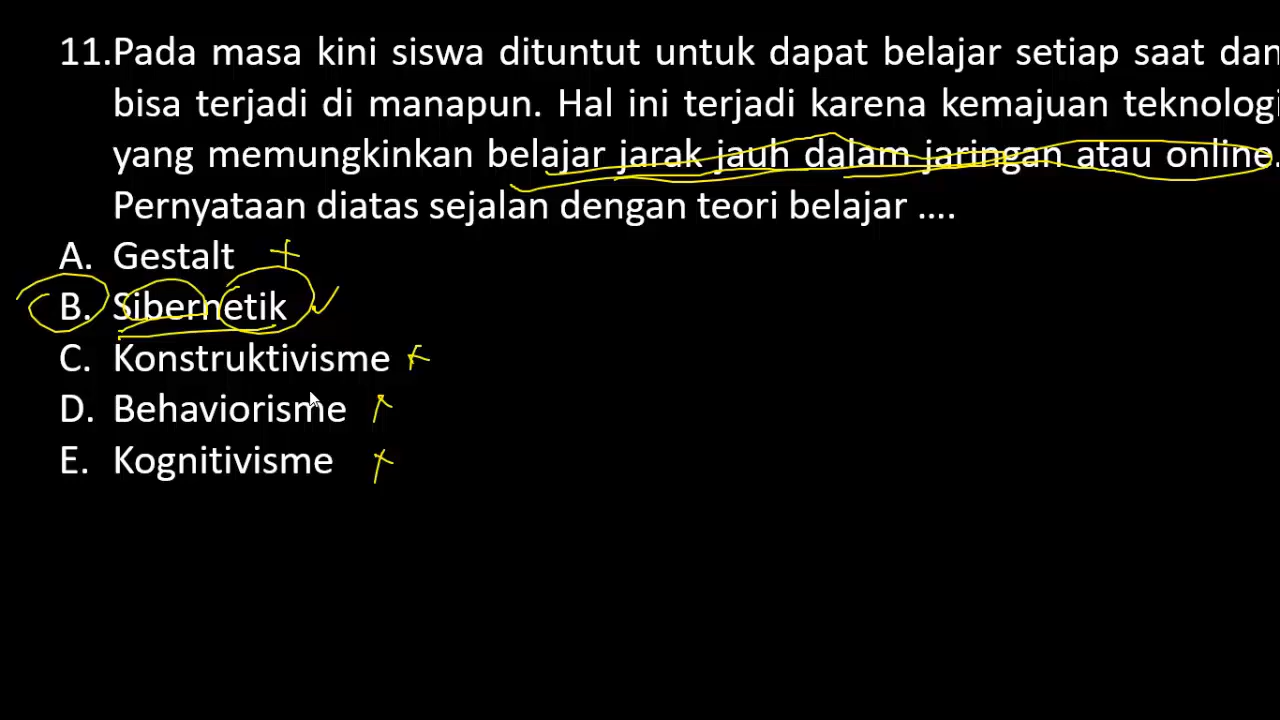 11.Pada masa kini siswa dituntut untuk dapat belajar setiap saat dan
bisa terjadi di manapun. Hal ini terjadi karena kemajuan teknologi
yang memungkinkan belajar jarak jauh dalam jaringan atau online.
Pernyataan diatas sejalan dengan teori belajar ....
A. Gestalt
B. Sibernetik
C. Konstruktivisme
D. Behaviorisme
E. Kognitivisme